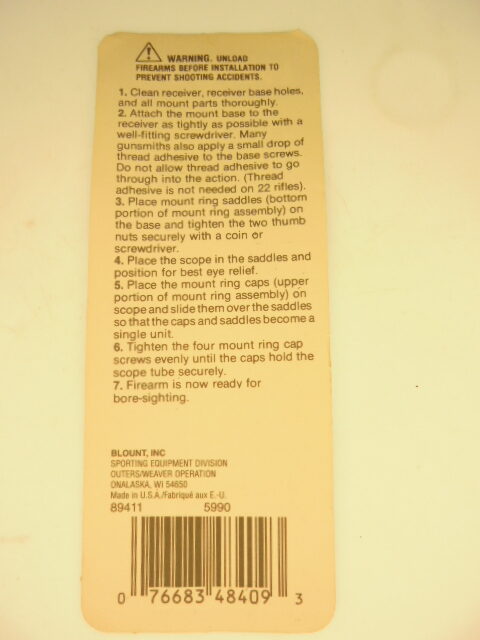 WARNING. UNLOAD
FIREARMS BEFORE INSTALLATION TO
PREVENT SHOOTING ACCIDENTS.
1. Clean receiver, receiver base holes,
and all mount parts thoroughly.
2. Attach the mount base to the
receiver as tightly as possible with a
well-fitting screwdriver. Many
gunsmiths also apply a small drop of
thread adhesive to the base screws.
Do not allow thread adhesive to go
through into the action. (Thread
adhesive is not needed on 22 rifles).
3. Place mount ring saddles (bottom
portion of mount ring assembly) on
the base and tighten the two thumb
nuts securely with a coin or
screwdriver.
4. Place the scope in the saddles and
position for best eye relief.
5. Place the mount ring caps (upper
portion of mount ring assembly) on
scope and slide them over the saddles
so that the caps and saddles become a
single unit.
6. Tighten the four mount ring cap
screws evenly until the caps hold the
scope tube securely.
7. Firearm is now ready for
bore-sighting.
BLOUNT, INC
SPORTING EQUIPMENT DIVISION
OUTERS/WEAVER OPERATION
ONALASKA, WI 54650
Made in U.S.A./Fabriqué aux E.-U.
89411 5990
0 76683 48409 3